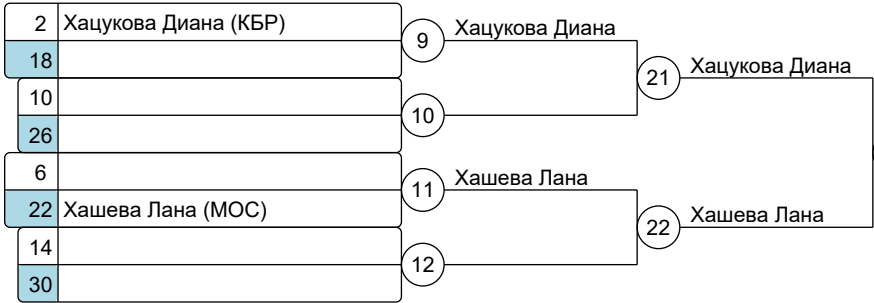 2 Хацукова Диана (КБР)
9 Хацукова Диана
18
21 Хацукова Диана
10
10
26
6
11 Хашева Лана
22 Хашева Лана (МОС)
22 Хашева Лана
14
12
30